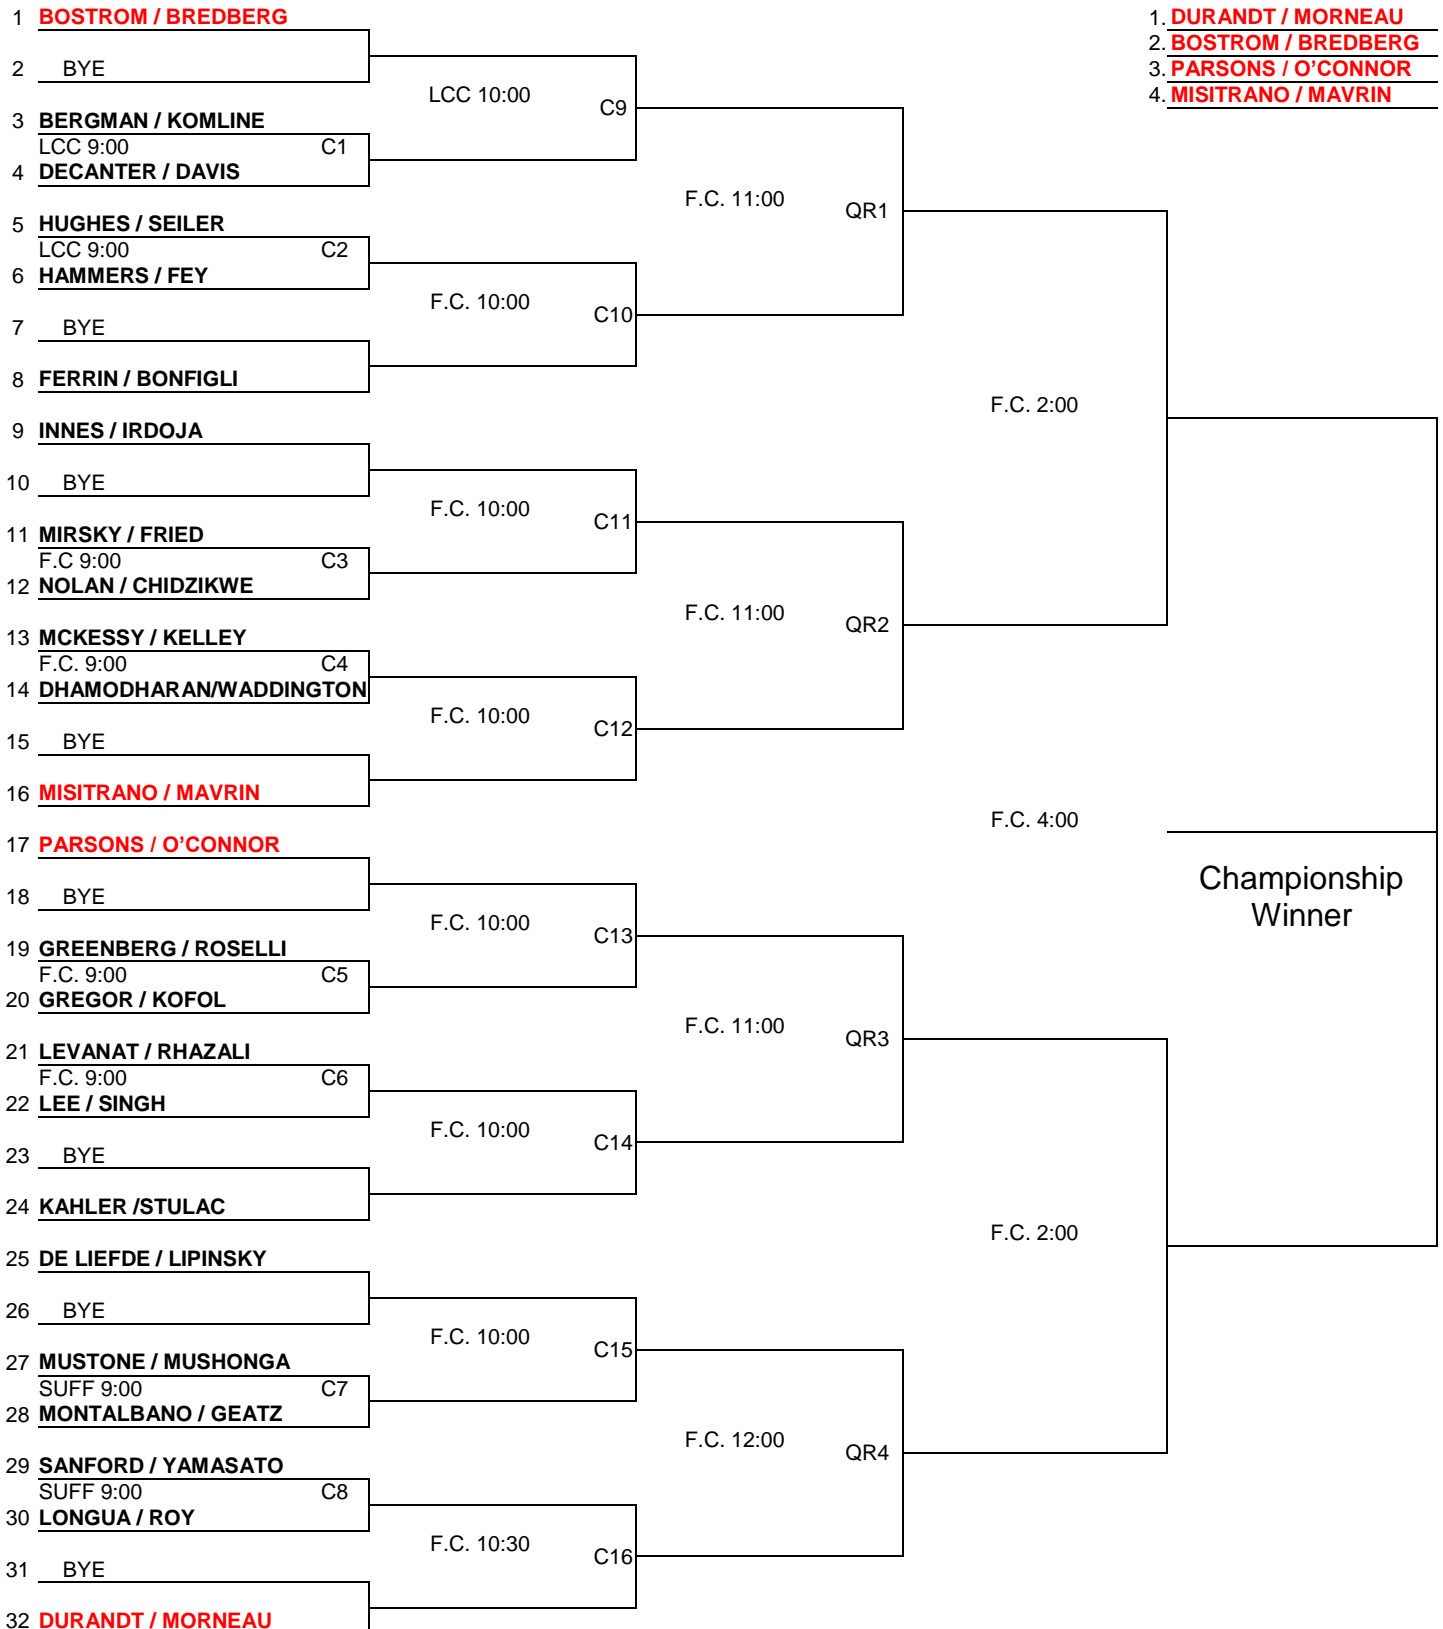 1 BOSTROM / BREDBERG
1. DURANDT / MORNEAU
2. BOSTROM / BREDBERG
3. PARSONS / O’CONNOR
4. MISITRANO / MAVRIN
2 BYE
LCC 10:00 C9
3 BERGMAN / KOMLINE
LCC 9:00 C1
4 DECANTER / DAVIS
F.C. 11:00 QR1
5 HUGHES / SEILER
LCC 9:00 C2
6 HAMMERS / FEY
F.C. 10:00 C10
7 BYE
8 FERRIN / BONFIGLI
F.C. 2:00
9 INNES / IRDOJA
10 BYE
F.C. 10:00 C11
11 MIRSKY / FRIED
F.C 9:00 C3
12 NOLAN / CHIDZIKWE
F.C. 11:00 QR2
13 MCKESSY / KELLEY
F.C. 9:00 C4
14 DHAMODHARAN/WADDINGTON
F.C. 10:00 C12
15 BYE
16 MISITRANO / MAVRIN
F.C. 4:00
17 PARSONS / O’CONNOR
Championship
Winner
18 BYE
F.C. 10:00 C13
19 GREENBERG / ROSELLI
F.C. 9:00 C5
20 GREGOR / KOFOL
F.C. 11:00 QR3
21 LEVANAT / RHAZALI
F.C. 9:00 C6
22 LEE / SINGH
F.C. 10:00 C14
23 BYE
24 KAHLER /STULAC
F.C. 2:00
25 DE LIEFDE / LIPINSKY
26 BYE
F.C. 10:00 C15
27 MUSTONE / MUSHONGA
SUFF 9:00 C7
28 MONTALBANO / GEATZ
F.C. 12:00 QR4
29 SANFORD / YAMASATO
SUFF 9:00 C8
30 LONGUA / ROY
F.C. 10:30 C16
31 BYE
32 DURANDT / MORNEAU